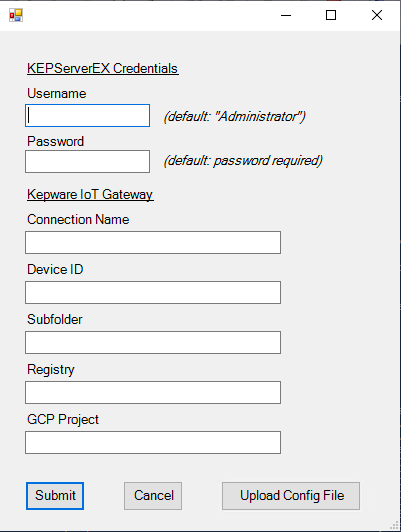 KEPServerEX Credentials
Username
(default: "Administrator")
Password
(default: password required)
Kepware IoT Gateway
Connection Name
Device ID
Subfolder
Registry
GCP Project
Submit Cancel Upload Config File